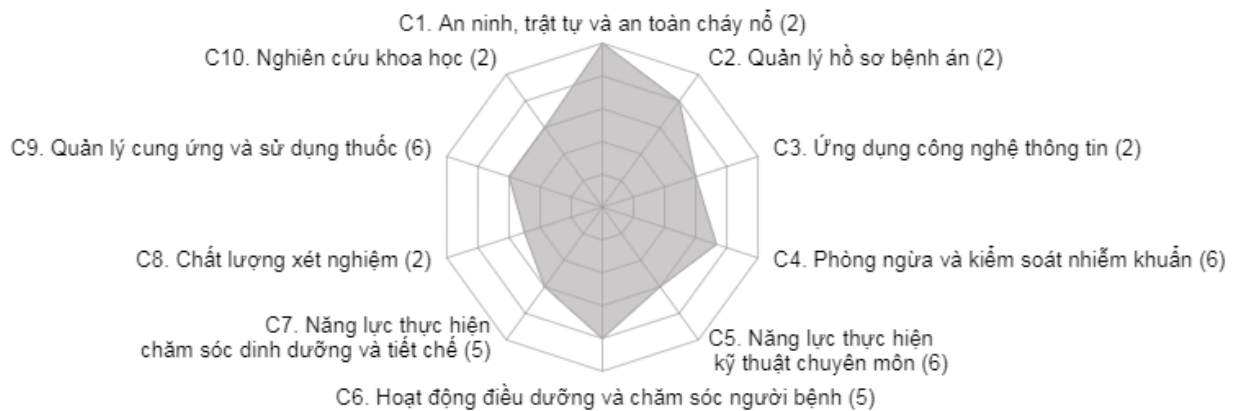 C1. An ninh, trật tự và an toàn cháy nổ (2)
C2. Quản lý hồ sơ bệnh án (2)
C3. Ứng dụng công nghệ thông tin (2)
C4. Phòng ngừa và kiểm soát nhiễm khuẩn (6)
C5. Năng lực thực hiện
kỹ thuật chuyên môn (6)
C6. Hoạt động điều dưỡng và chăm sóc người bệnh (5)
C7. Năng lực thực hiện
chăm sóc dinh dưỡng và tiết chế (5)
C8. Chất lượng xét nghiệm (2)
C9. Quản lý cung ứng và sử dụng thuốc (6)
C10. Nghiên cứu khoa học (2)